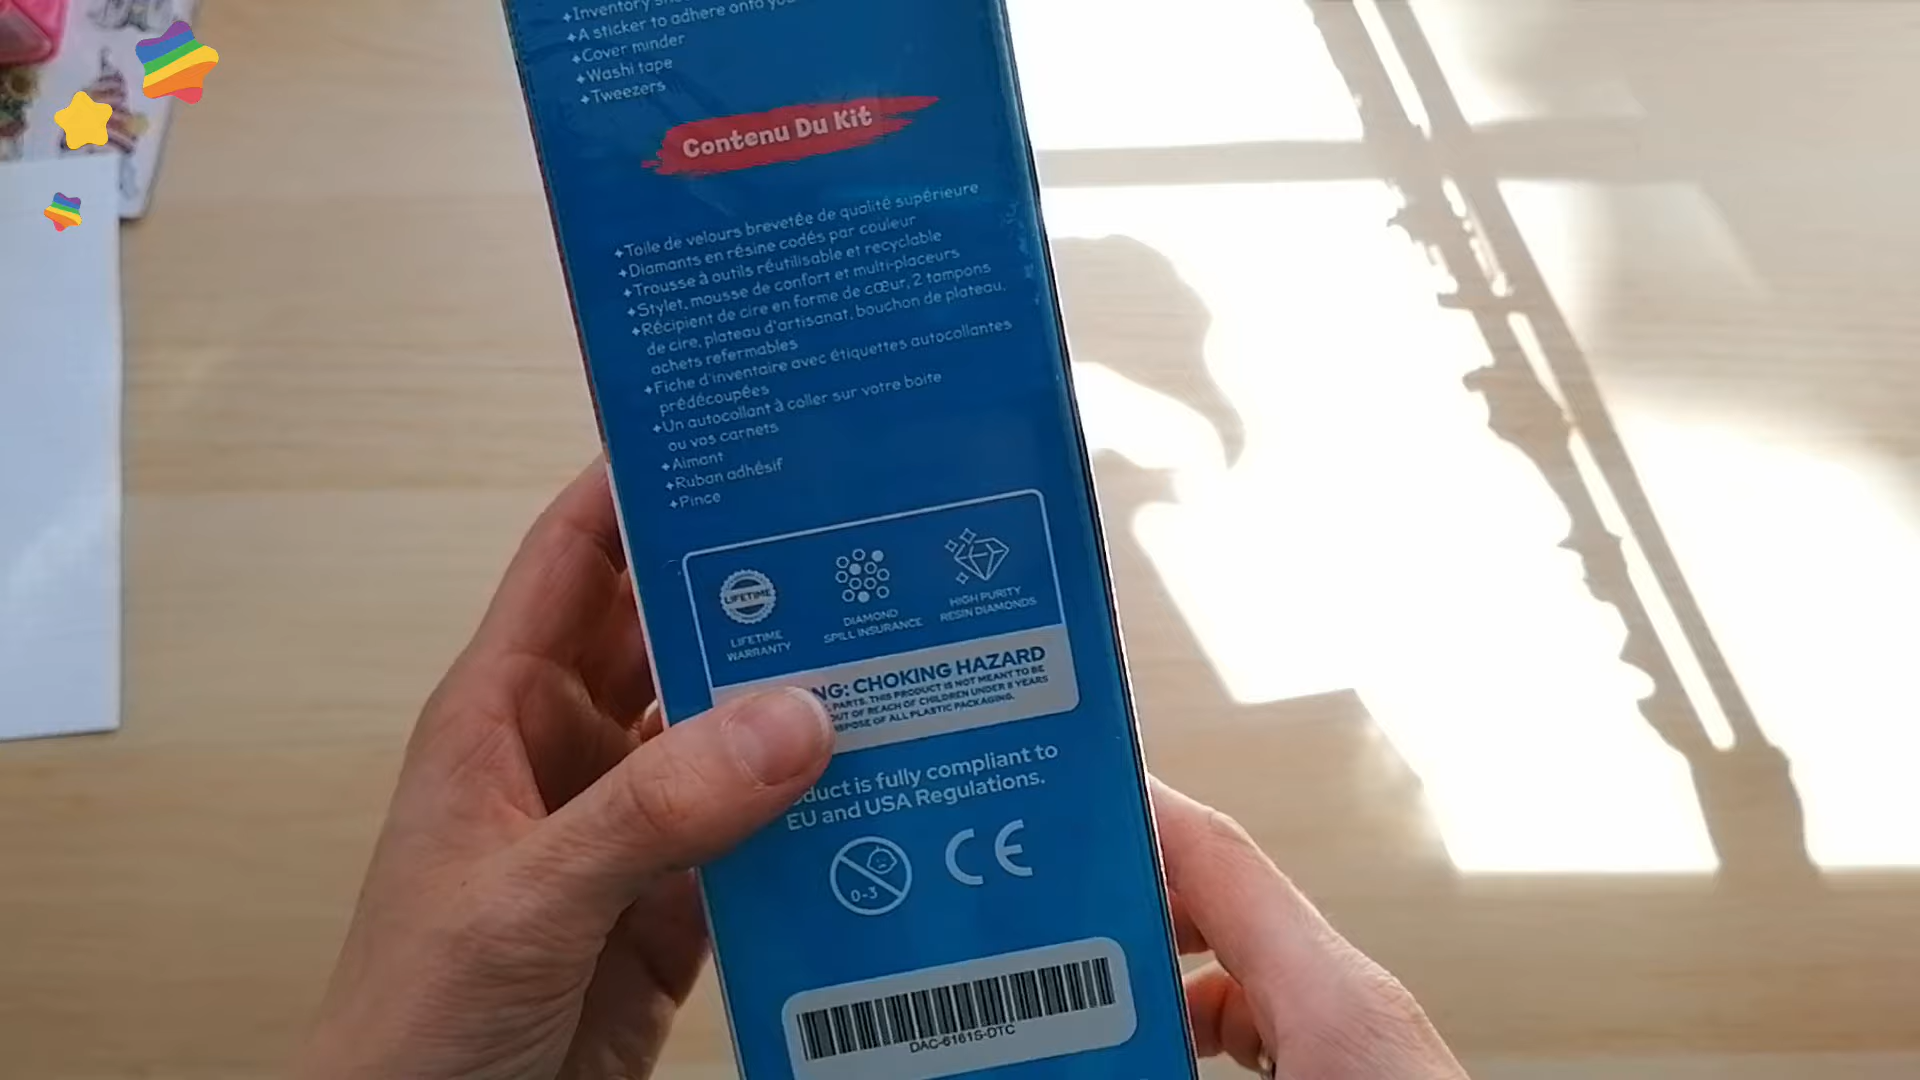 ✦Inventory
✦A sticker to adhere onto
✦Cover minder
✦Washi tape
✦Tweezers
Contenu Du Kit
✦Toile de velours brevetée de qualité supérieure
✦Diamants en résine codés par couleur
✦Trousse à outils réutilisable et recyclable
✦Stylet, mousse de confort et multi-placeurs
✦Récipient de cire en forme de cœur, 2 tampons
de cire, plateau d'artisanat, bouchon de plateau,
achets refermables
✦Fiche d'inventaire avec étiquettes autocollantes
prédécoupées
✦Un autocollant à coller sur votre boite
ou vos carnets
✦Aimant
✦Ruban adhésif
✦Pince
LIFETIME
LIFETIME
WARRANTY
DIAMOND
SPILL INSURANCE
HIGH PURITY
RESIN DIAMONDS
NG: CHOKING HAZARD
PARTS. THIS PRODUCT IS NOT MEANT TO BE
OUT OF REACH OF CHILDREN UNDER 8 YEARS
OF ALL PLASTIC PACKAGING.
duct is fully compliant to
EU and USA Regulations.
0-3
CE
DAC-6161S-DTC